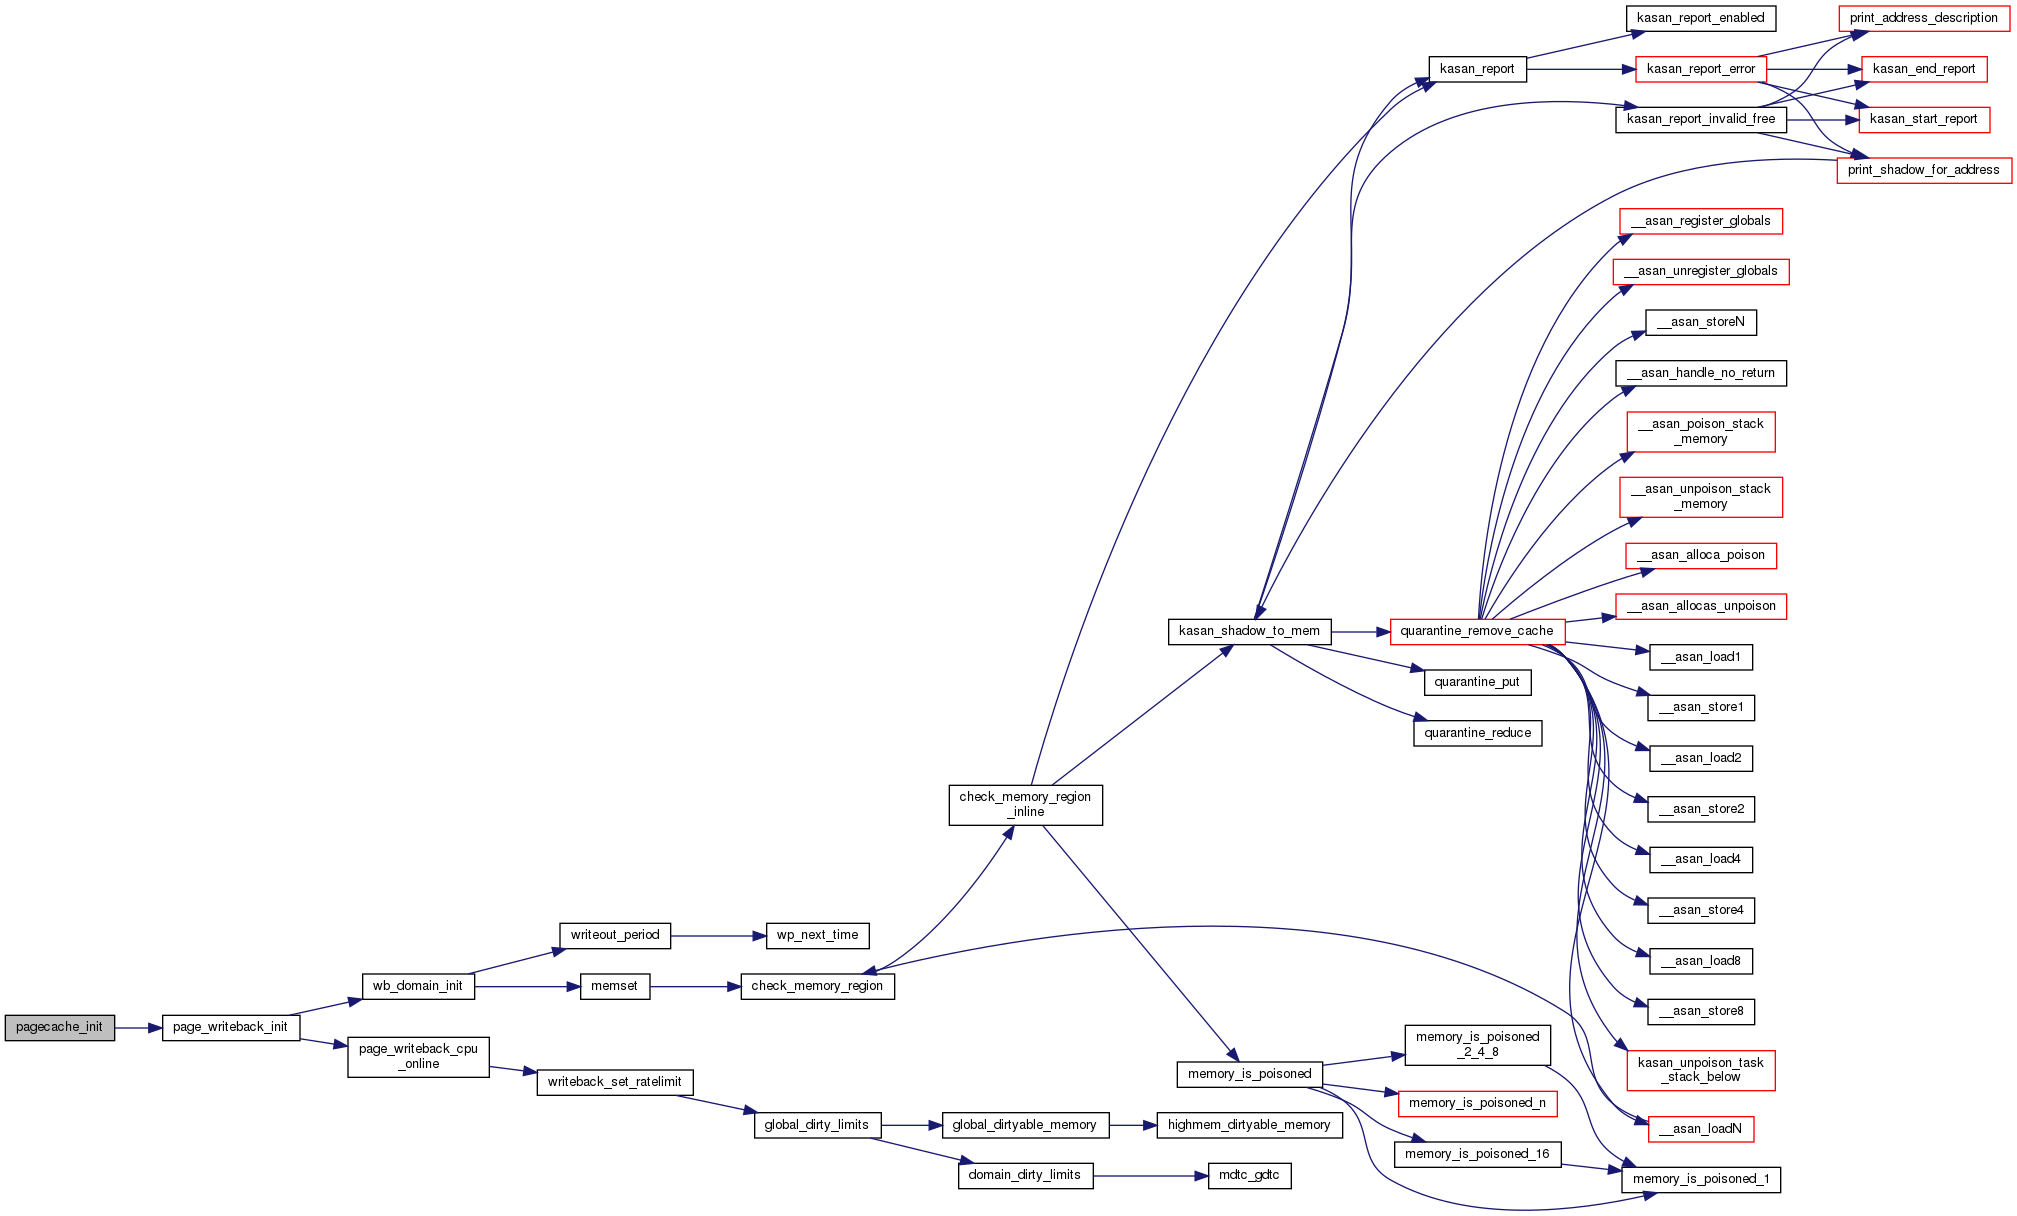 kasan_report_enabled
print_address_description
kasan_report
kasan_report_error
kasan_end_report
kasan_report_invalid_free
kasan_start_report
print_shadow_for_address
__asan_register_globals
__asan_unregister_globals
__asan_storeN
__asan_handle_no_return
__asan_poison_stack
_memory
__asan_unpoison_stack
_memory
__asan_alloca_poison
__asan_allocas_unpoison
kasan_shadow_to_mem
quarantine_remove_cache
__asan_load1
quarantine_put
__asan_store1
quarantine_reduce
__asan_load2
check_memory_region
_inline
__asan_store2
__asan_load4
__asan_store4
writeout_period
wp_next_time
__asan_load8
wb_domain_init
memset
check_memory_region
__asan_store8
pagecache_init
page_writeback_init
page_writeback_cpu
_online
memory_is_poisoned
_2_4_8
kasan_unpoison_task
_stack_below
memory_is_poisoned
writeback_set_ratelimit
memory_is_poisoned_n
global_dirty_limits
global_dirtyable_memory
highmem_dirtyable_memory
__asan_loadN
memory_is_poisoned_16
domain_dirty_limits
mdtc_gdtc
memory_is_poisoned_1